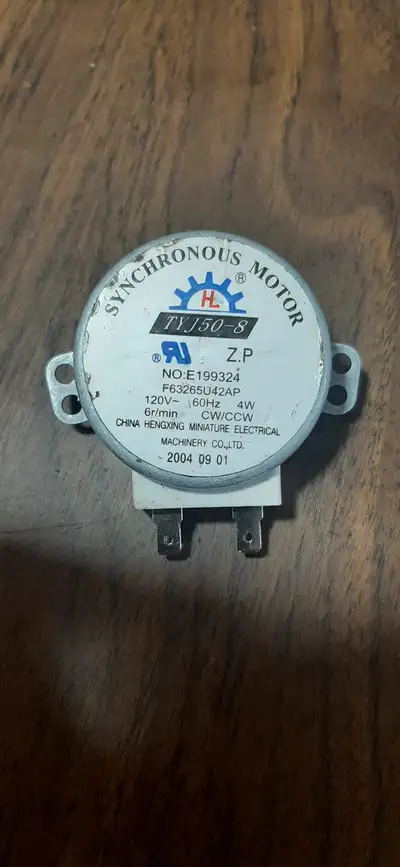 SYNCHRONOUS MOTOR
HL ®
TYJ50-8
® RU Z.P
NO:E199324
F63265U42AP
120V~ 60Hz 4W
6r/min CW/CCW
CHINA HENGXING MINIATURE ELECTRICAL
MACHINERY CO.,LTD.
2004 09 01